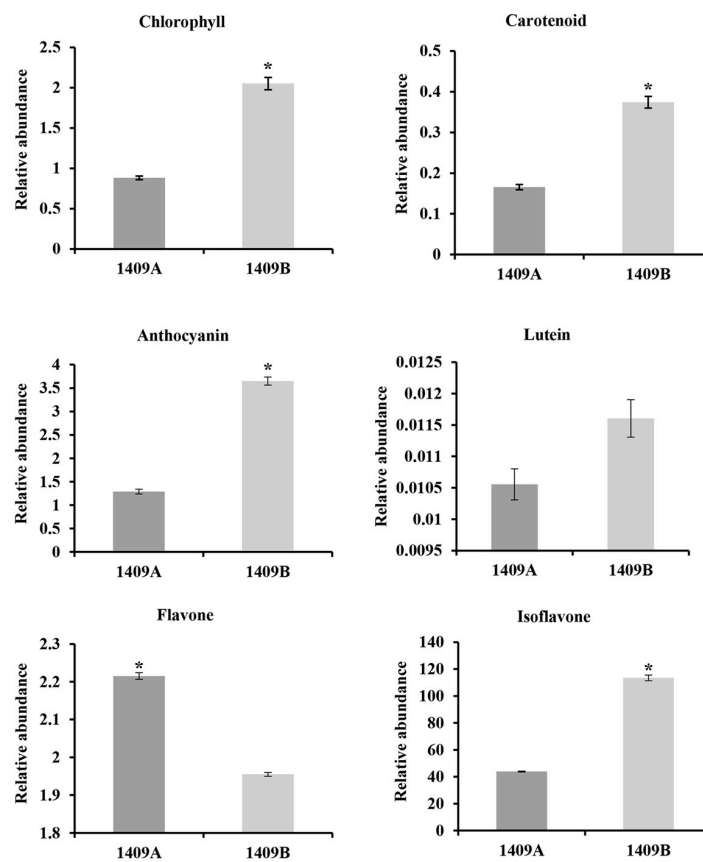 Chlorophyll
Relative abundance
2.5
2
1.5
1
0.5
0
*
1409A
1409B
Carotenoid
Relative abundance
0.5
0.4
0.3
0.2
0.1
0
*
1409A
1409B
Anthocyanin
Relative abundance
4
3.5
3
2.5
2
1.5
1
0.5
0
*
1409A
1409B
Lutein
Relative abundance
0.0125
0.012
0.0115
0.011
0.0105
0.01
0.0095
1409A
1409B
Flavone
Relative abundance
2.3
2.2
2.1
2
1.9
1.8
*
1409A
1409B
Isoflavone
Relative abundance
140
120
100
80
60
40
20
0
*
1409A
1409B